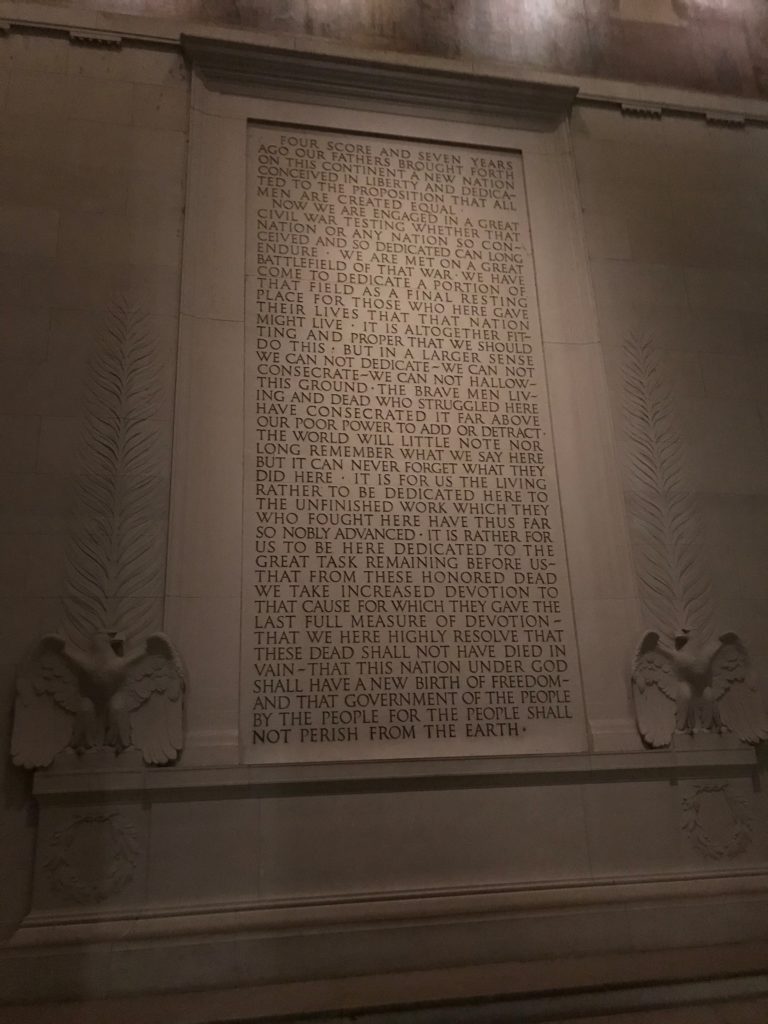 FOUR SCORE AND SEVEN YEARS
AGO OUR FATHERS BROUGHT FORTH
ON THIS CONTINENT A NEW NATION
CONCEIVED IN LIBERTY AND DEDICA-
TED TO THE PROPOSITION THAT ALL
MEN ARE CREATED EQUAL ·
NOW WE ARE ENGAGED IN A GREAT
CIVIL WAR TESTING WHETHER THAT
NATION OR ANY NATION SO CON-
CEIVED AND SO DEDICATED CAN LONG
ENDURE · WE ARE MET ON A GREAT
BATTLEFIELD OF THAT WAR · WE HAVE
COME TO DEDICATE A PORTION OF
THAT FIELD AS A FINAL RESTING
PLACE FOR THOSE WHO HERE GAVE
THEIR LIVES THAT THAT NATION
MIGHT LIVE · IT IS ALTOGETHER FIT-
TING AND PROPER THAT WE SHOULD
DO THIS · BUT IN A LARGER SENSE
WE CAN NOT DEDICATE~WE CAN NOT
CONSECRATE~WE CAN NOT HALLOW~
THIS GROUND · THE BRAVE MEN LIV-
ING AND DEAD WHO STRUGGLED HERE
HAVE CONSECRATED IT FAR ABOVE
OUR POOR POWER TO ADD OR DETRACT ·
THE WORLD WILL LITTLE NOTE NOR
LONG REMEMBER WHAT WE SAY HERE
BUT IT CAN NEVER FORGET WHAT THEY
DID HERE · IT IS FOR US THE LIVING
RATHER TO BE DEDICATED HERE TO
THE UNFINISHED WORK WHICH THEY
WHO FOUGHT HERE HAVE THUS FAR
SO NOBLY ADVANCED · IT IS RATHER FOR
US TO BE HERE DEDICATED TO THE
GREAT TASK REMAINING BEFORE US~
THAT FROM THESE HONORED DEAD
WE TAKE INCREASED DEVOTION TO
THAT CAUSE FOR WHICH THEY GAVE THE
LAST FULL MEASURE OF DEVOTION~
THAT WE HERE HIGHLY RESOLVE THAT
THESE DEAD SHALL NOT HAVE DIED IN
VAIN~THAT THIS NATION UNDER GOD
SHALL HAVE A NEW BIRTH OF FREEDOM~
AND THAT GOVERNMENT OF THE PEOPLE
BY THE PEOPLE FOR THE PEOPLE SHALL
NOT PERISH FROM THE EARTH ·